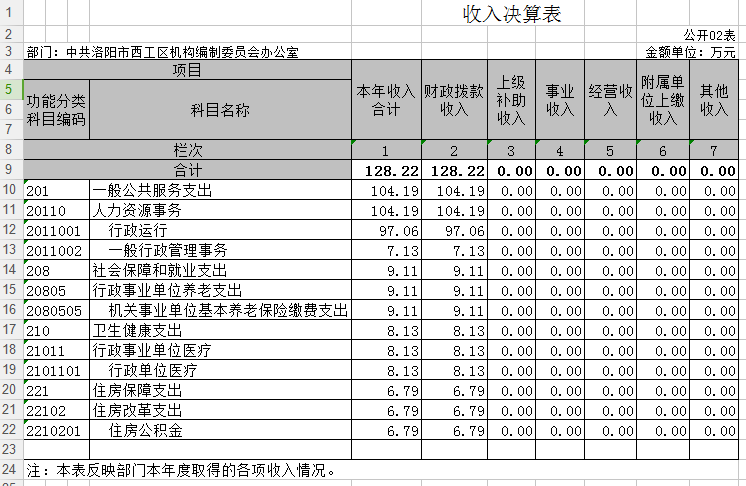 收入决算表
公开02表
部门：中共洛阳市西工区机构编制委员会办公室 金额单位：万元
项目 本年收入合计 财政拨款收入 上级补助收入 事业收入 经营收入 附属单位上缴收入 其他收入
功能分类科目编码 科目名称
栏次 1 2 3 4 5 6 7
合计 128.22 128.22 0.00 0.00 0.00 0.00 0.00
201 一般公共服务支出 104.19 104.19 0.00 0.00 0.00 0.00 0.00
20110 人力资源事务 104.19 104.19 0.00 0.00 0.00 0.00 0.00
2011001 行政运行 97.06 97.06 0.00 0.00 0.00 0.00 0.00
2011002 一般行政管理事务 7.13 7.13 0.00 0.00 0.00 0.00 0.00
208 社会保障和就业支出 9.11 9.11 0.00 0.00 0.00 0.00 0.00
20805 行政事业单位养老支出 9.11 9.11 0.00 0.00 0.00 0.00 0.00
2080505 机关事业单位基本养老保险缴费支出 9.11 9.11 0.00 0.00 0.00 0.00 0.00
210 卫生健康支出 8.13 8.13 0.00 0.00 0.00 0.00 0.00
21011 行政事业单位医疗 8.13 8.13 0.00 0.00 0.00 0.00 0.00
2101101 行政单位医疗 8.13 8.13 0.00 0.00 0.00 0.00 0.00
221 住房保障支出 6.79 6.79 0.00 0.00 0.00 0.00 0.00
22102 住房改革支出 6.79 6.79 0.00 0.00 0.00 0.00 0.00
2210201 住房公积金 6.79 6.79 0.00 0.00 0.00 0.00 0.00
注：本表反映部门本年度取得的各项收入情况。